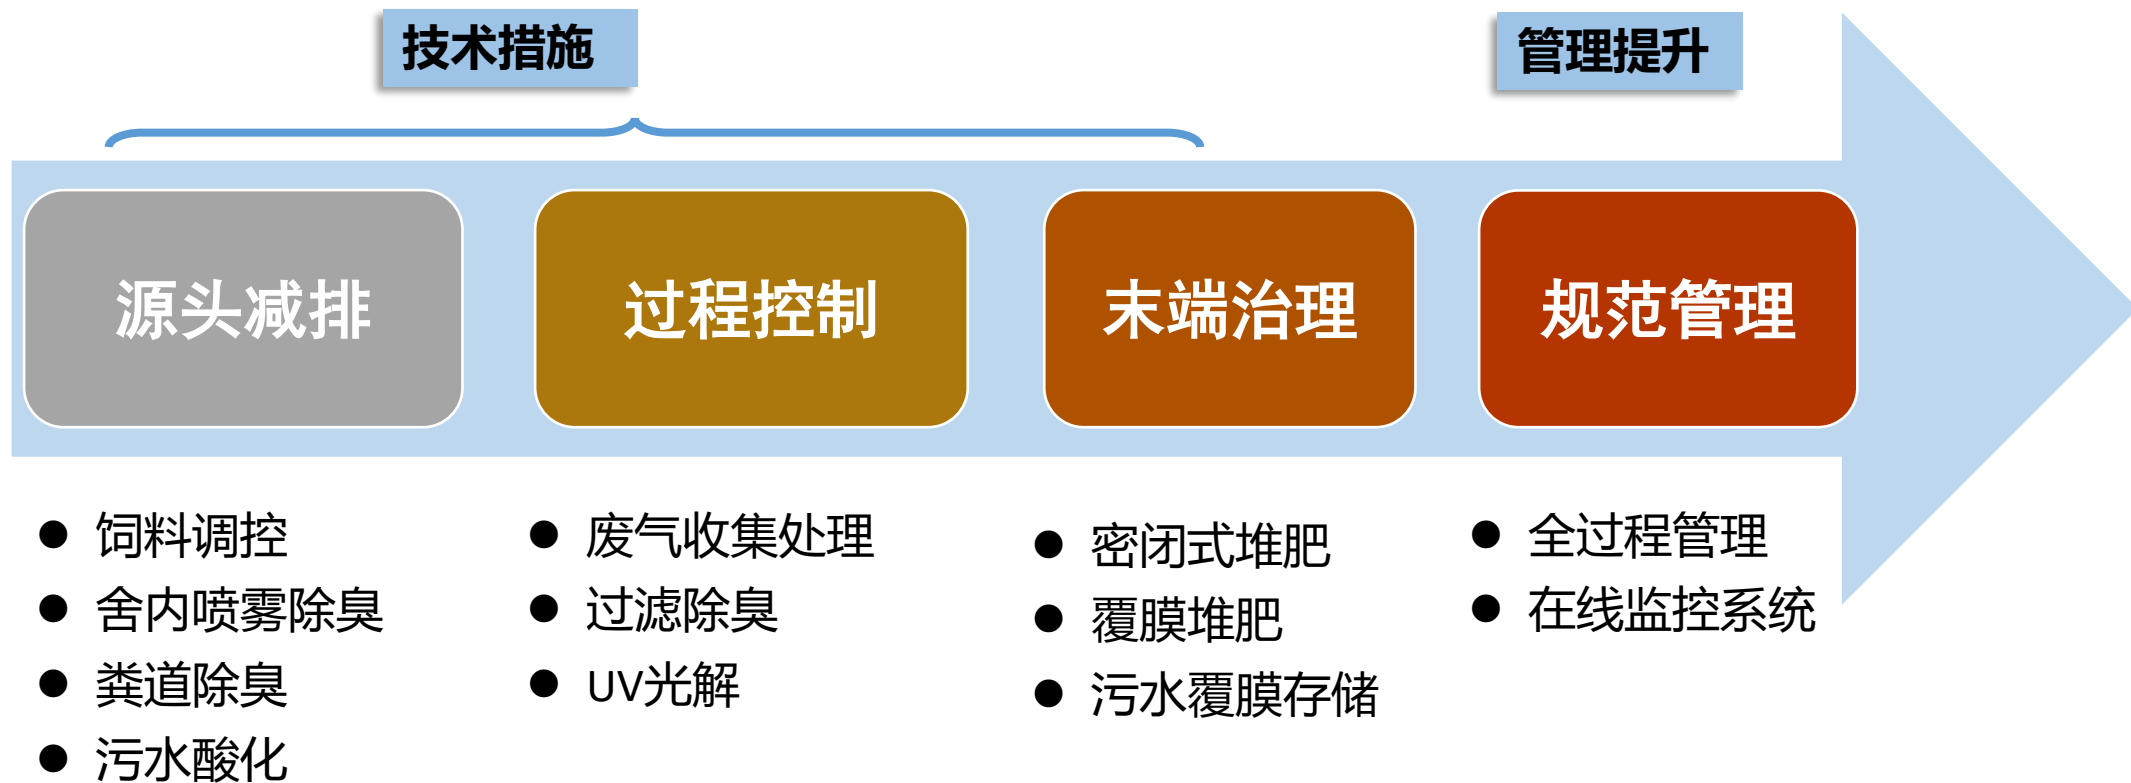 技术措施
管理提升
源头减排
过程控制
末端治理
规范管理
饲料调控
舍内喷雾除臭
粪道除臭
污水酸化
废气收集处理
过滤除臭
UV光解
密闭式堆肥
覆膜堆肥
污水覆膜存储
全过程管理
在线监控系统